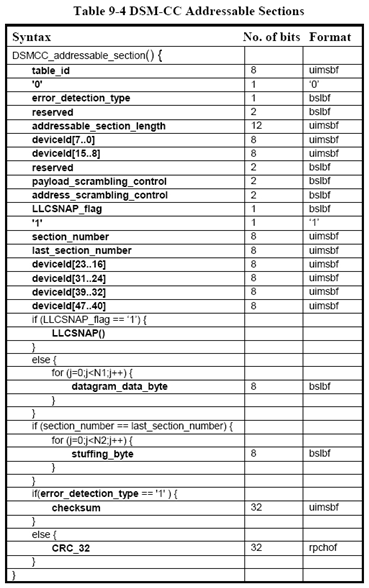 Table 9-4 DSM-CC Addressable Sections
Syntax No. of bits Format
DSMCC_addressable_section() {
table_id 8 uimsbf
'0' 1 '0'
error_detection_type 1 bslbf
reserved 2 bslbf
addressable_section_length 12 uimsbf
deviceId[7..0] 8 uimsbf
deviceId[15..8] 8 uimsbf
reserved 2 bslbf
payload_scrambling_control 2 bslbf
address_scrambling_control 2 bslbf
LLCSNAP_flag 1 bslbf
'1' 1 '1'
section_number 8 uimsbf
last_section_number 8 uimsbf
deviceId[23..16] 8 uimsbf
deviceId[31..24] 8 uimsbf
deviceId[39..32] 8 uimsbf
deviceId[47..40] 8 uimsbf
if (LLCSNAP_flag == '1') {
LLCSNAP()
}
else {
for (j=0;j<N1;j++) {
datagram_data_byte 8 bslbf
}
}
if (section_number == last_section_number) {
for (j=0;j<N2;j++) {
stuffing_byte 8 bslbf
}
}
if(error_detection_type == '1' ) {
checksum 32 uimsbf
}
else {
CRC_32 32 rpchof
}
}